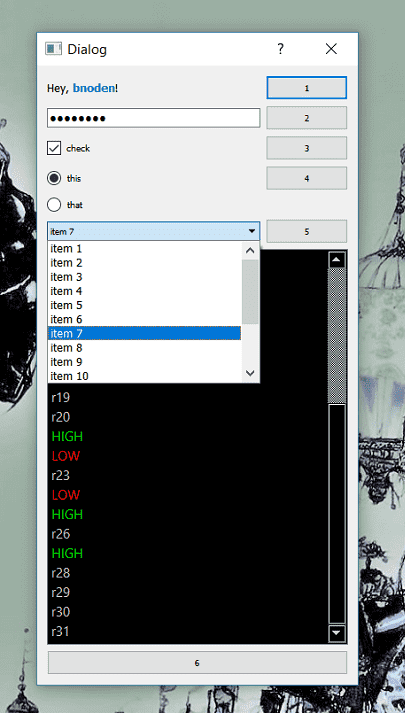 Dialog ?
Hey, bnoden! 1
●●●●●●●● 2
check 3
this 4
that
item 7 5
item 1
item 2
item 3
item 4
item 5
item 6
item 7
item 8
item 9
item 10
r19
r20
HIGH
LOW
r23
LOW
HIGH
r26
HIGH
r28
r29
r30
r31
6